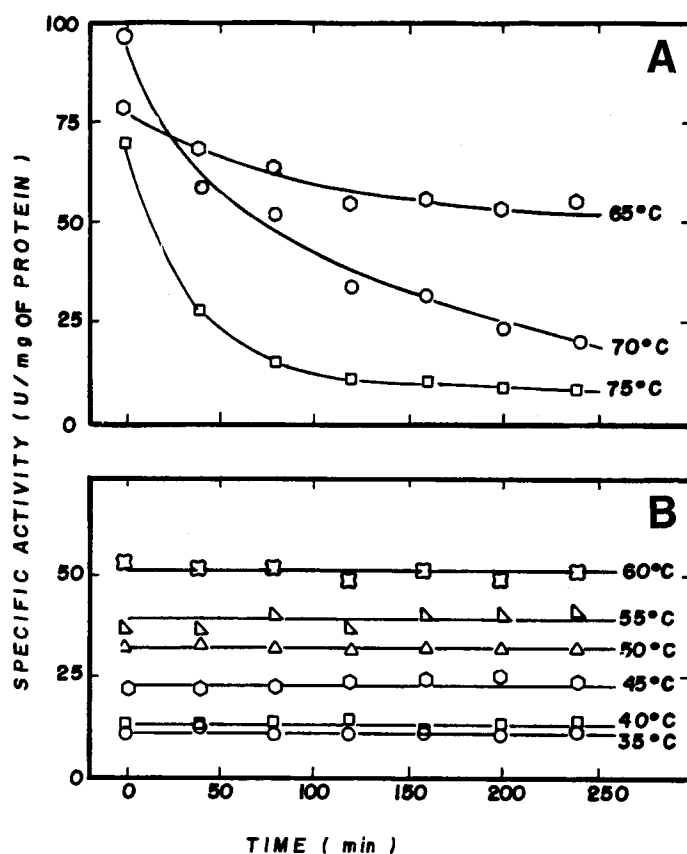 SPECIFIC ACTIVITY (U/mg OF PROTEIN)
A
100
75
50
25
0
65°C
70°C
75°C
B
50
25
0
60°C
55°C
50°C
45°C
40°C
35°C
0 50 100 150 200 250
TIME ( min )